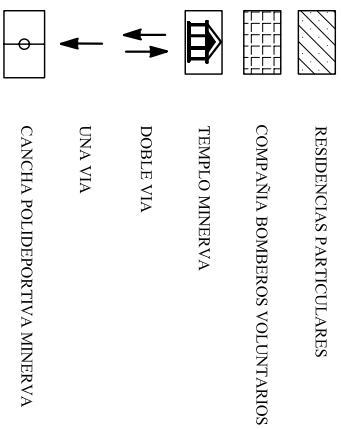 RESIDENCIAS PARTICULARES
COMPAÑIA BOMBEROS VOLUNTARIOS
TEMPLO MINERVA
DOBLE VIA
UNA VIA
CANCHA POLIDEPORTIVA MINERVA